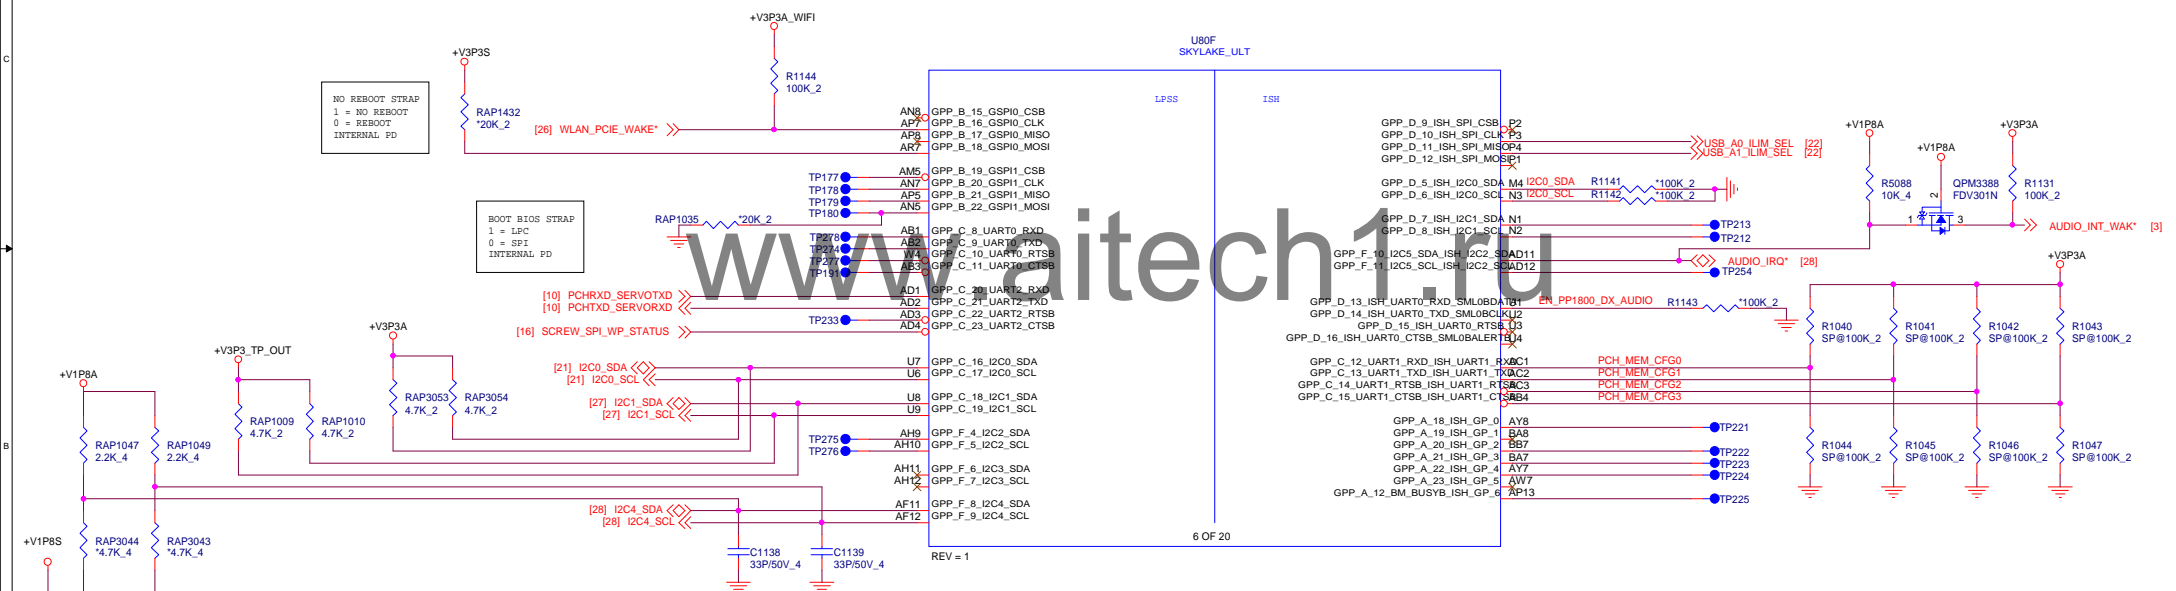 +V3P3A_WIFI
+V3P3S
R1144
100K_2
RAP1432
*20K_2
NO REBOOT STRAP
1 = NO REBOOT
0 = REBOOT
INTERNAL PD
[26] WLAN_PCIE_WAKE*
BOOT BIOS STRAP
1 = LPC
0 = SPI
INTERNAL PD
TP177
TP178
TP179
TP180
RAP1035
*20K_2
TP278
TP274
TP277
TP191
[10] PCHRXD_SERVOTXD
[10] PCHTXD_SERVORXD
TP233
[16] SCREW_SPI_WP_STATUS
+V3P3A
+V3P3_TP_OUT
+V1P8A
[21] I2C0_SDA
[21] I2C0_SCL
RAP3053
4.7K_2
RAP3054
4.7K_2
[27] I2C1_SDA
[27] I2C1_SCL
RAP1009
4.7K_2
RAP1010
4.7K_2
TP275
TP276
RAP1047
2.2K_4
RAP1049
2.2K_4
[28] I2C4_SDA
[28] I2C4_SCL
+V1P8S
RAP3044
*4.7K_4
RAP3043
*4.7K_4
C1138
33P/50V_4
C1139
33P/50V_4
U80F
SKYLAKE_ULT
LPSS
ISH
AN8 GPP_B_15_GSPI0_CSB
AP7 GPP_B_16_GSPI0_CLK
AP8 GPP_B_17_GSPI0_MISO
AR7 GPP_B_18_GSPI0_MOSI
AM5 GPP_B_19_GSPI1_CSB
AN7 GPP_B_20_GSPI1_CLK
AP5 GPP_B_21_GSPI1_MISO
AN5 GPP_B_22_GSPI1_MOSI
AB1 GPP_C_8_UART0_RXD
AB2 GPP_C_9_UART0_TXD
W4 GPP_C_10_UART0_RTSB
AB3 GPP_C_11_UART0_CTSB
AD1 GPP_C_20_UART2_RXD
AD2 GPP_C_21_UART2_TXD
AD3 GPP_C_22_UART2_RTSB
AD4 GPP_C_23_UART2_CTSB
U7 GPP_C_16_I2C0_SDA
U6 GPP_C_17_I2C0_SCL
U8 GPP_C_18_I2C1_SDA
U9 GPP_C_19_I2C1_SCL
AH9 GPP_F_4_I2C2_SDA
AH10 GPP_F_5_I2C2_SCL
AH11 GPP_F_6_I2C3_SDA
AH12 GPP_F_7_I2C3_SCL
AF11 GPP_F_8_I2C4_SDA
AF12 GPP_F_9_I2C4_SCL
GPP_D_9_ISH_SPI_CSB P2
GPP_D_10_ISH_SPI_CLK P3
GPP_D_11_ISH_SPI_MISO P4
GPP_D_12_ISH_SPI_MOSI P1
GPP_D_5_ISH_I2C0_SDA M4
GPP_D_6_ISH_I2C0_SCL N3
GPP_D_7_ISH_I2C1_SDA N1
GPP_D_8_ISH_I2C1_SCL N2
GPP_F_10_I2C5_SDA_ISH_I2C2_SDA AD11
GPP_F_11_I2C5_SCL_ISH_I2C2_SCL AD12
GPP_D_13_ISH_UART0_RXD_SML0BDATA U1
GPP_D_14_ISH_UART0_TXD_SML0BCLK U2
GPP_D_15_ISH_UART0_RTSB U3
GPP_D_16_ISH_UART0_CTSB_SML0BALERTB U4
GPP_C_12_UART1_RXD_ISH_UART1_RXD AC1
GPP_C_13_UART1_TXD_ISH_UART1_TXD AC2
GPP_C_14_UART1_RTSB_ISH_UART1_RTSB AC3
GPP_C_15_UART1_CTSB_ISH_UART1_CTSB AB4
GPP_A_18_ISH_GP_0 AY8
GPP_A_19_ISH_GP_1 BA8
GPP_A_20_ISH_GP_2 BB7
GPP_A_21_ISH_GP_3 BA7
GPP_A_22_ISH_GP_4 AY7
GPP_A_23_ISH_GP_5 AW7
GPP_A_12_BM_BUSYB_ISH_GP_6 AP13
6 OF 20
REV = 1
USB_A0_ILIM_SEL [22]
USB_A1_ILIM_SEL [22]
I2C0_SDA R1141 *100K_2
I2C0_SCL R1142 *100K_2
TP213
TP212
AUDIO_IRQ* [28]
TP254
EN_PP1800_DX_AUDIO R1143 *100K_2
PCH_MEM_CFG0
PCH_MEM_CFG1
PCH_MEM_CFG2
PCH_MEM_CFG3
TP221
TP222
TP223
TP224
TP225
+V1P8A
+V1P8A
+V3P3A
R5088
10K_4
QPM3388
FDV301N
2
1
3
R1131
100K_2
AUDIO_INT_WAK* [3]
+V3P3A
R1040
SP@100K_2
R1041
SP@100K_2
R1042
SP@100K_2
R1043
SP@100K_2
R1044
SP@100K_2
R1045
SP@100K_2
R1046
SP@100K_2
R1047
SP@100K_2
C
B
www.aitech1.ru